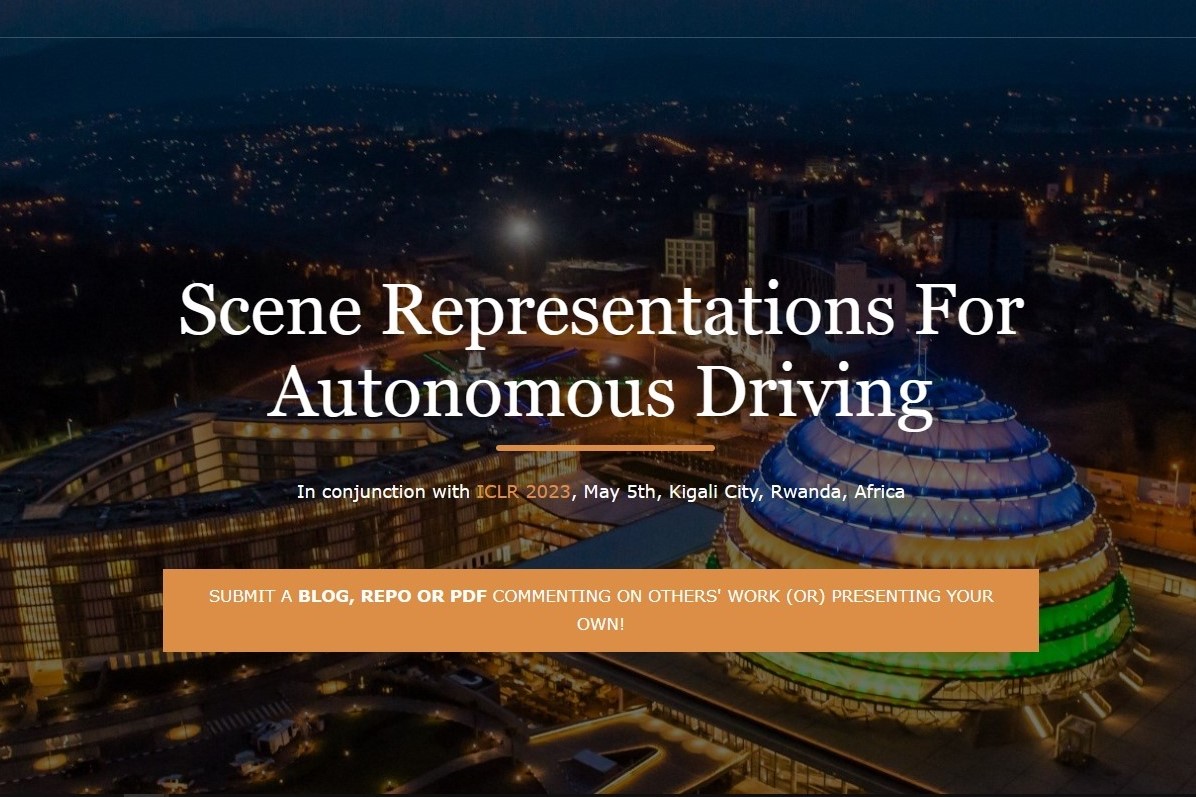 Scene Representations For
Autonomous Driving
In conjunction with ICLR 2023, May 5th, Kigali City, Rwanda, Africa
SUBMIT A BLOG, REPO OR PDF COMMENTING ON OTHERS' WORK (OR) PRESENTING YOUR
OWN!